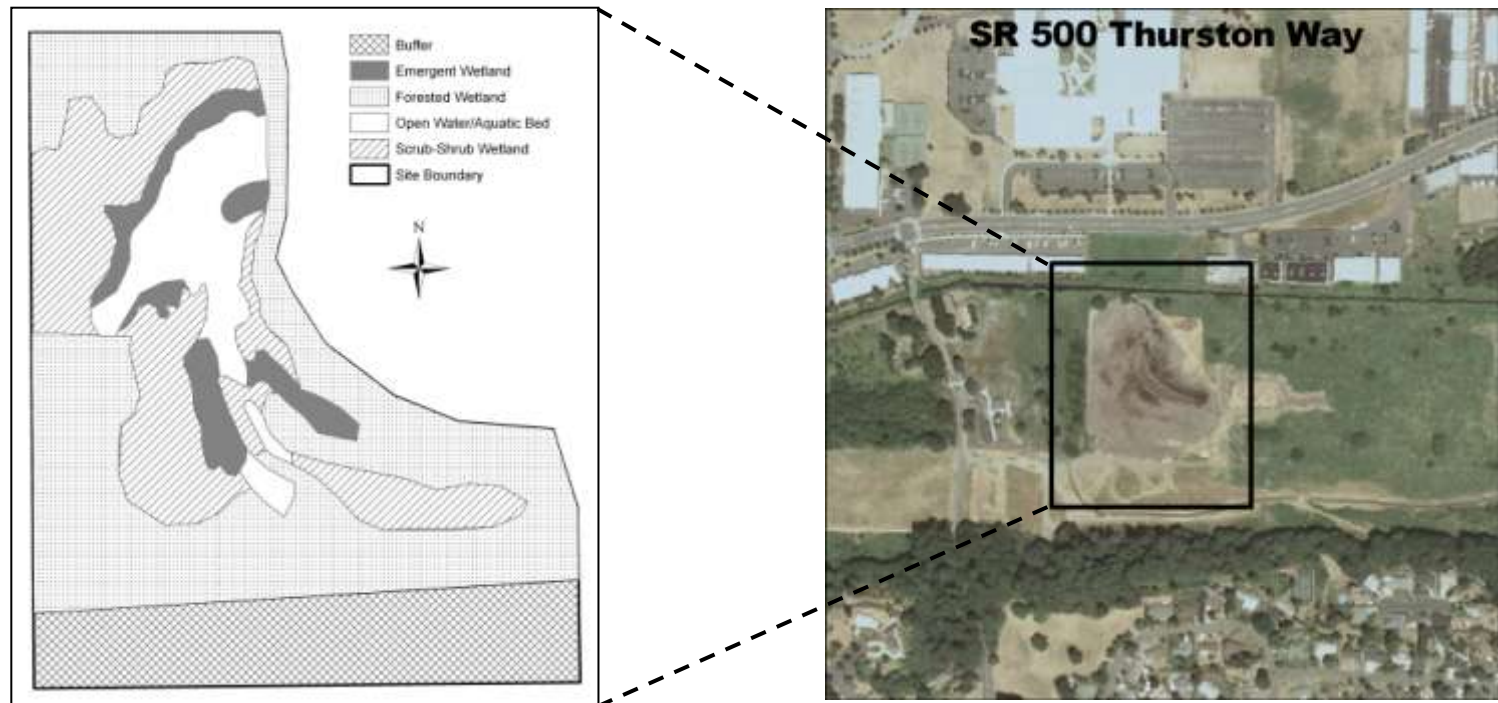 Buffer
Emergent Wetland
Forested Wetland
Open Water/Aquatic Bed
Scrub-Shrub Wetland
Site Boundary
N
SR 500 Thurston Way